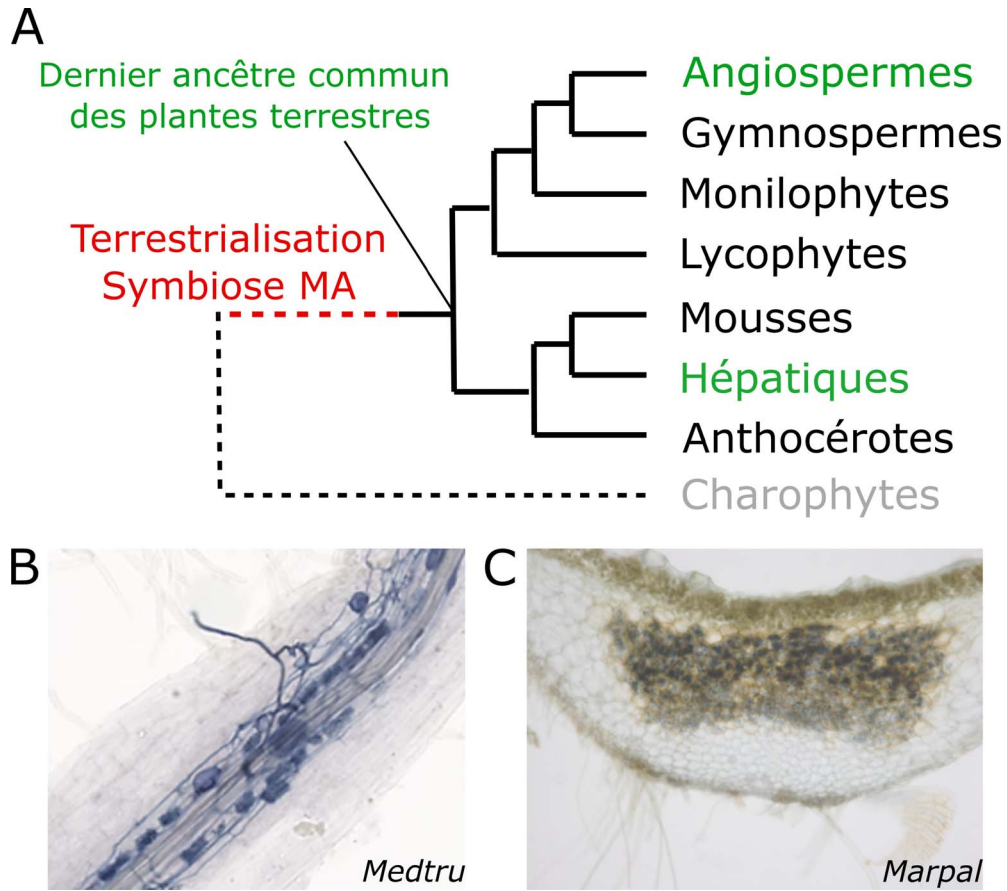 A
Dernier ancêtre commun
des plantes terrestres
Terrestrialisation
Symbiose MA
Angiospermes
Gymnospermes
Monilophytes
Lycophytes
Mousses
Hépatiques
Anthocérotes
Charophytes
B
Medtru
C
Marpal